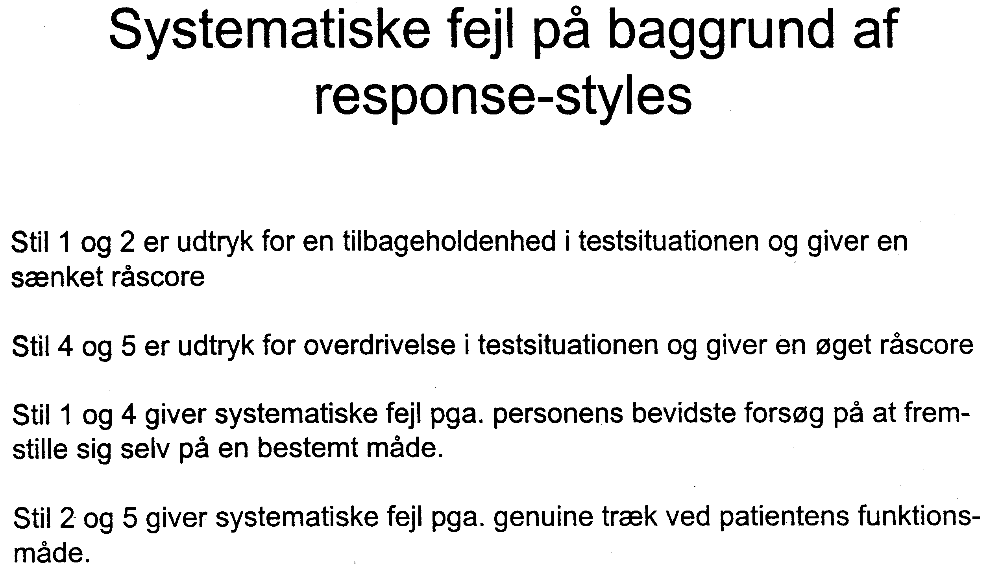 Systematiske fejl på baggrund af
response-styles
Stil 1 og 2 er udtryk for en tilbageholdenhed i testsituationen og giver en
sænket råscore
Stil 4 og 5 er udtryk for overdrivelse i testsituationen og giver en øget råscore
Stil 1 og 4 giver systematiske fejl pga. personens bevidste forsøg på at frem-
stille sig selv på en bestemt måde.
Stil 2 og 5 giver systematiske fejl pga. genuine træk ved patientens funktions-
måde.